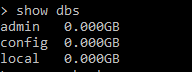 > show dbs
admin   0.000GB
config  0.000GB
local   0.000GB